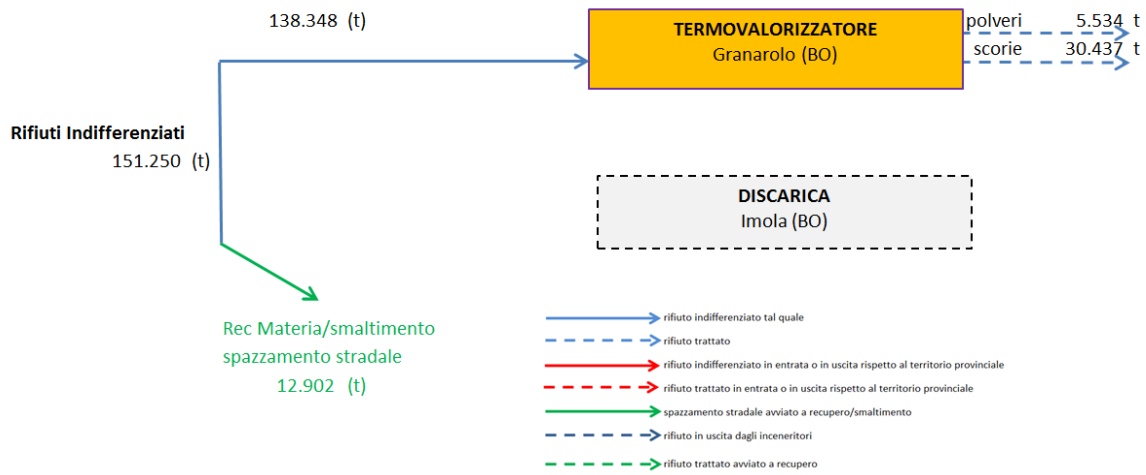 138.348 (t)
TERMOVALORIZZATORE
Granarolo (BO)
polveri 5.534 t
scorie 30.437 t
Rifiuti Indifferenziati
151.250 (t)
DISCARICA
Imola (BO)
Rec Materia/smaltimento
spazzamento stradale
12.902 (t)
rifiuto indifferenziato tal quale
rifiuto trattato
rifiuto indifferenziato in entrata o in uscita rispetto al territorio provinciale
rifiuto trattato in entrata o in uscita rispetto al territorio provinciale
spazzamento stradale avviato a recupero/smaltimento
rifiuto in uscita dagli inceneritori
rifiuto trattato avviato a recupero